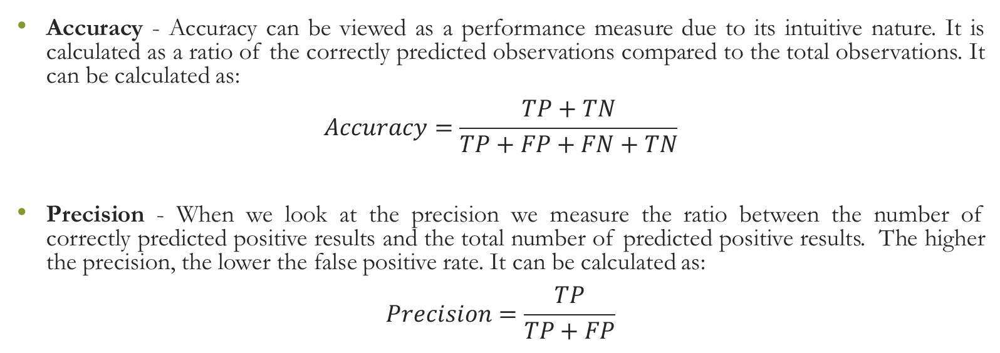 • Accuracy - Accuracy can be viewed as a performance measure due to its intuitive nature. It is
calculated as a ratio of the correctly predicted observations compared to the total observations. It
can be calculated as:
TP + TN
Accuracy =
TP + FP + FN + TN
• Precision - When we look at the precision we measure the ratio between the number of
correctly predicted positive results and the total number of predicted positive results. The higher
the precision, the lower the false positive rate. It can be calculated as:
TP
Precision =
TP + FP